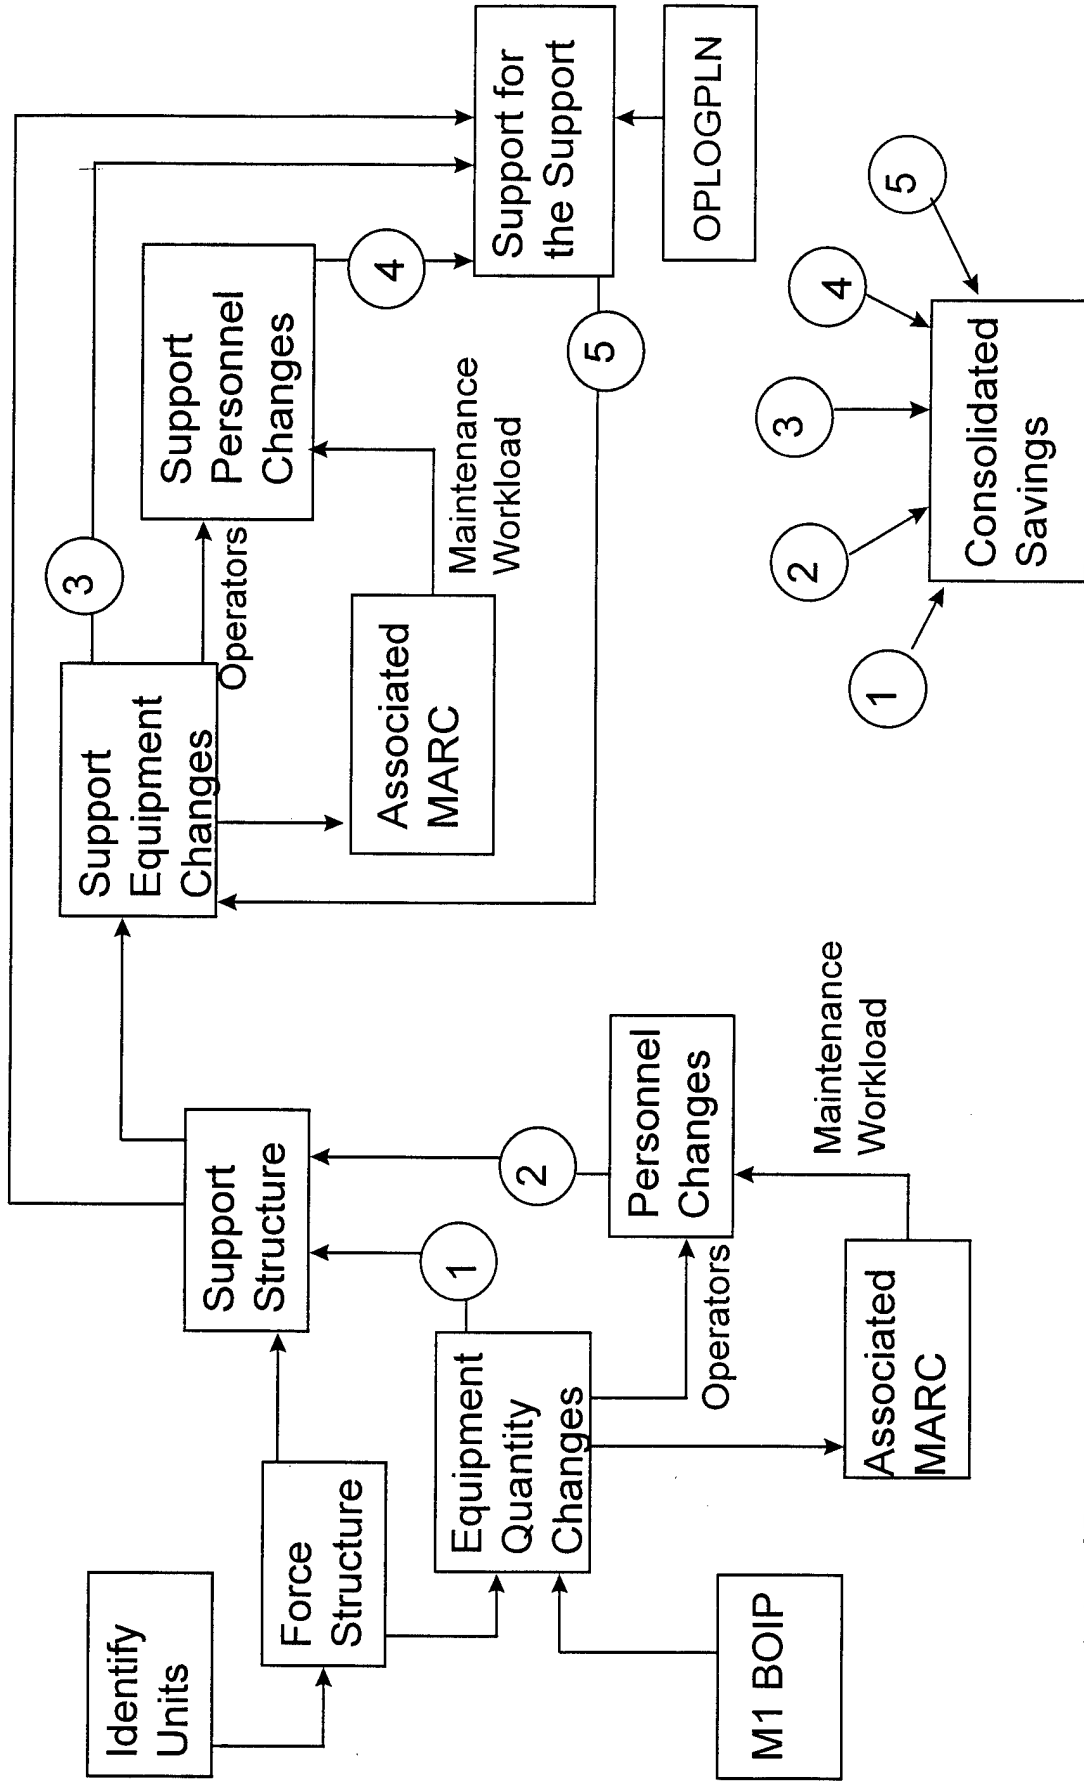 Identify
Units
Force
Structure
M1 BOIP
Equipment
Quantity
Changes
1
Support
Structure
2
Operators
Personnel
Changes
Associated
MARC
Maintenance
Workload
Support
Equipment
Changes
3
Operators
Support
Personnel
Changes
Associated
MARC
Maintenance
Workload
4
Support for
the Support
5
OPLOGPLN
1
2
3
4
5
Consolidated
Savings